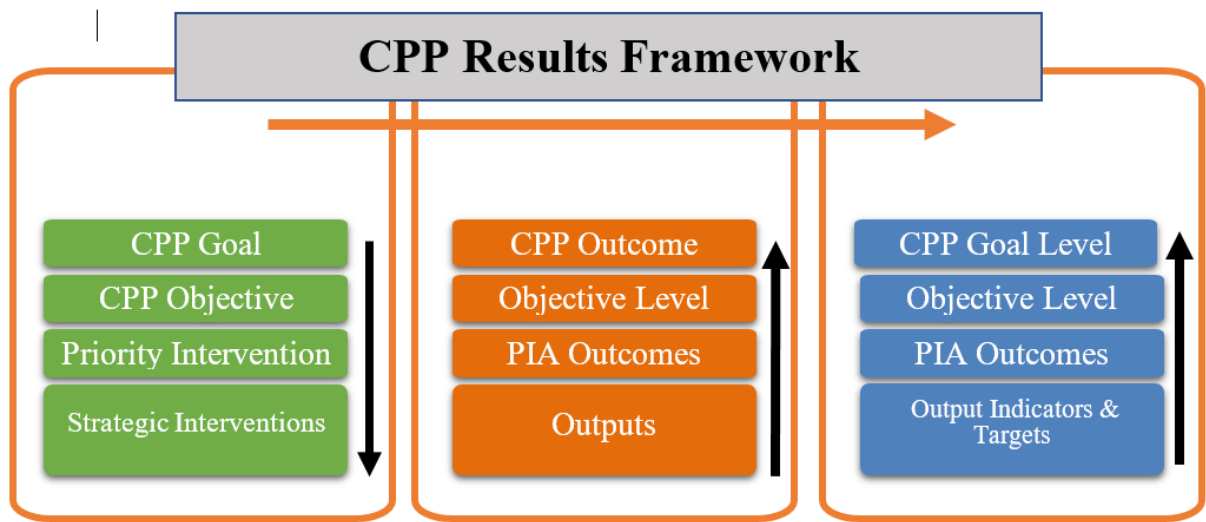 CPP Results Framework
CPP Goal
CPP Objective
Priority Intervention
Strategic Interventions
CPP Outcome
Objective Level
PIA Outcomes
Outputs
CPP Goal Level
Objective Level
PIA Outcomes
Output Indicators &
Targets